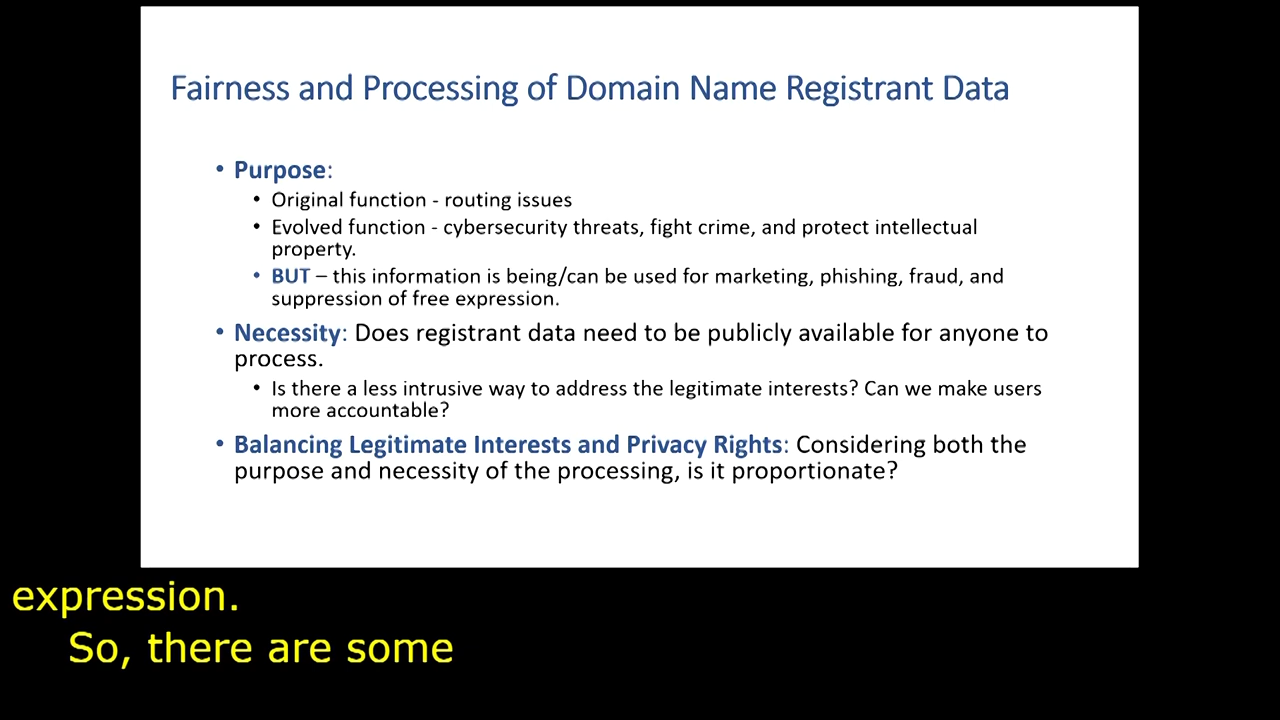 Fairness and Processing of Domain Name Registrant Data
• Purpose:
• Original function - routing issues
• Evolved function - cybersecurity threats, fight crime, and protect intellectual
property.
• BUT – this information is being/can be used for marketing, phishing, fraud, and
suppression of free expression.
• Necessity: Does registrant data need to be publicly available for anyone to
process.
• Is there a less intrusive way to address the legitimate interests? Can we make users
more accountable?
• Balancing Legitimate Interests and Privacy Rights: Considering both the
purpose and necessity of the processing, is it proportionate?
expression.
So, there are some